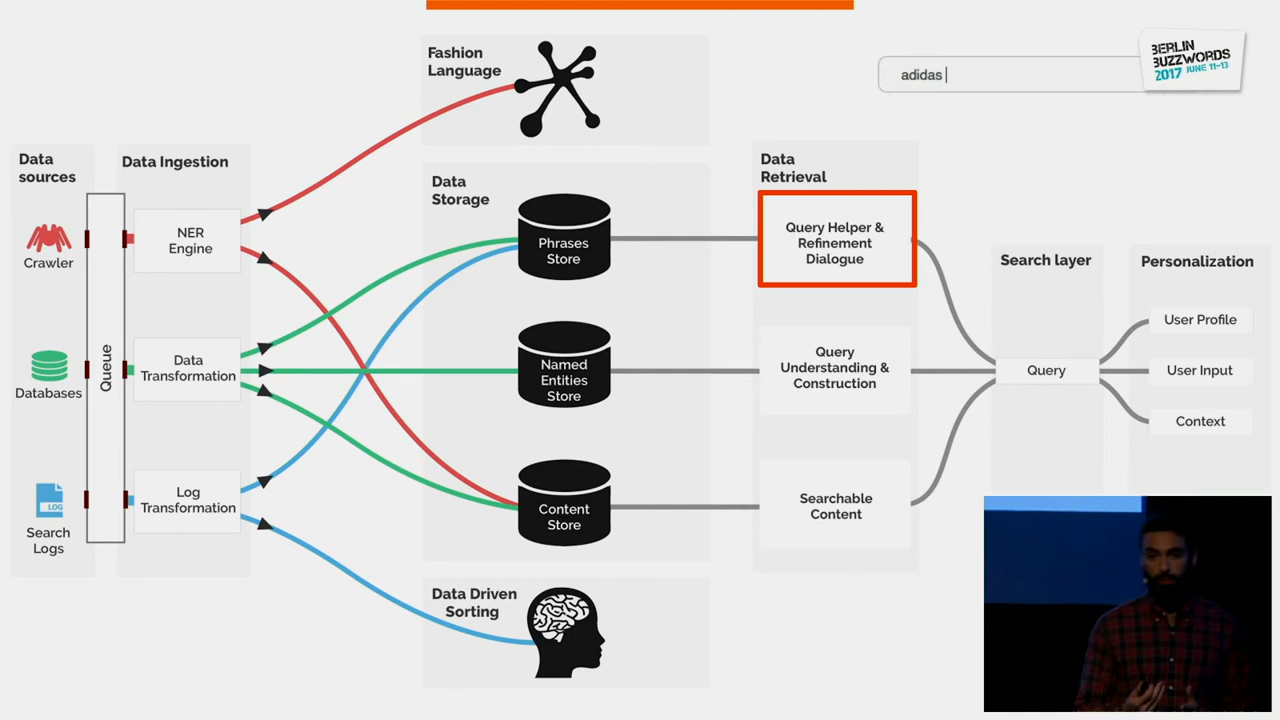 Fashion
Language
adidas
BERLIN
BUZZWORDS
2017 JUNE 11-13
Data
sources
Data Ingestion
Data
Storage
Data
Retrieval
Crawler
Databases
LOG
Search
Logs
Queue
NER
Engine
Data
Transformation
Log
Transformation
Phrases
Store
Named
Entities
Store
Content
Store
Data Driven
Sorting
Query Helper &
Refinement
Dialogue
Query
Understanding &
Construction
Searchable
Content
Search layer
Query
Personalization
User Profile
User Input
Context